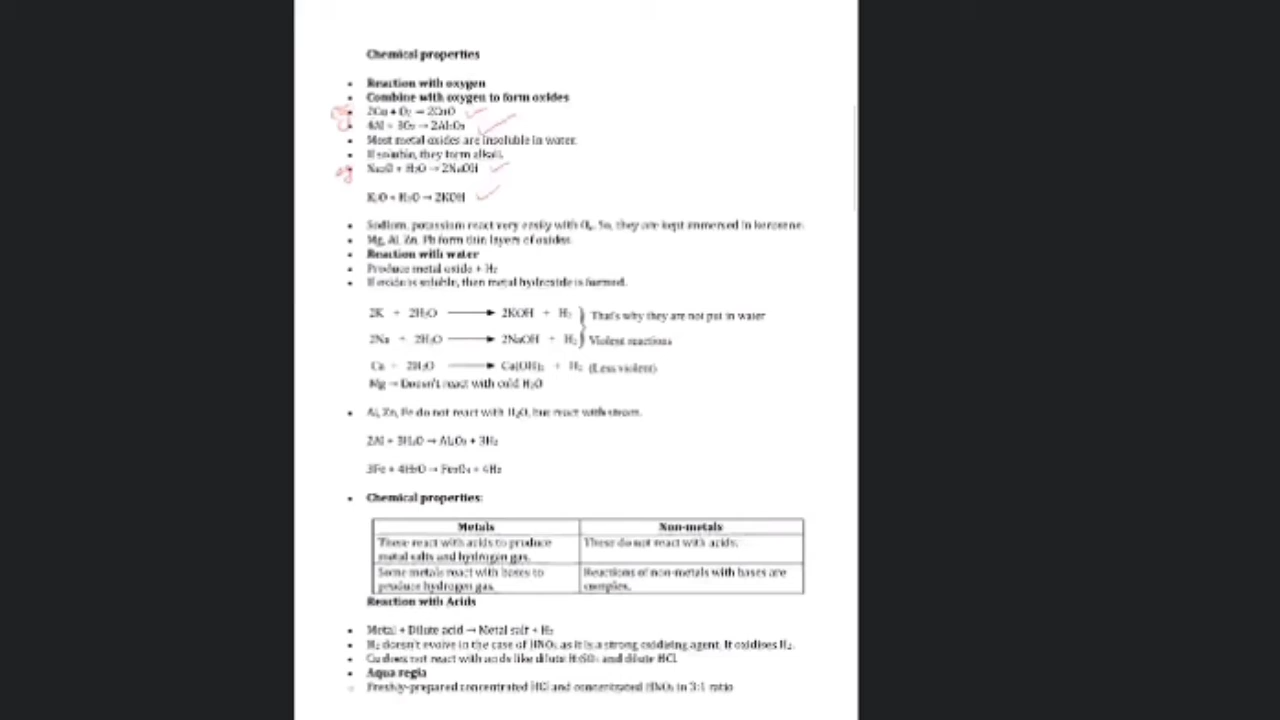 Chemical properties
• Reaction with oxygen
• Combine with oxygen to form oxides
eg • 2Cu + O₂ → 2CuO
• 4Al + 3O₂ → 2Al₂O₃
• Most metal oxides are insoluble in water.
• If soluble, they form alkali.
eg • Na₂O + H₂O → 2NaOH
K₂O + H₂O → 2KOH
• Sodium, potassium react very easily with O₂. So, they are kept immersed in kerosene.
• Mg, Al, Zn, Pb form thin layers of oxides.
• Reaction with water
• Produce metal oxide + H₂
• If oxide is soluble, then metal hydroxide is formed.
2K + 2H₂O → 2KOH + H₂ } That's why they are not put in water
2Na + 2H₂O → 2NaOH + H₂ } Violent reactions
Ca + 2H₂O → Ca(OH)₂ + H₂ (Less violent)
Mg → Doesn't react with cold H₂O
• Al, Zn, Fe do not react with H₂O, but react with steam.
2Al + 3H₂O → Al₂O₃ + 3H₂
3Fe + 4H₂O → Fe₃O₄ + 4H₂
• Chemical properties:
Metals Non-metals
These react with acids to produce These do not react with acids.
metal salts and hydrogen gas.
Some metals react with bases to Reactions of non-metals with bases are
produce hydrogen gas. complex.
Reaction with Acids
• Metal + Dilute acid → Metal salt + H₂
• H₂ doesn't evolve in the case of HNO₃ as it is a strong oxidising agent. It oxidises H₂.
• Cu does not react with acids like dilute H₂SO₄ and dilute HCl.
• Aqua regia
○ Freshly-prepared concentrated HCl and concentrated HNO₃ in 3:1 ratio